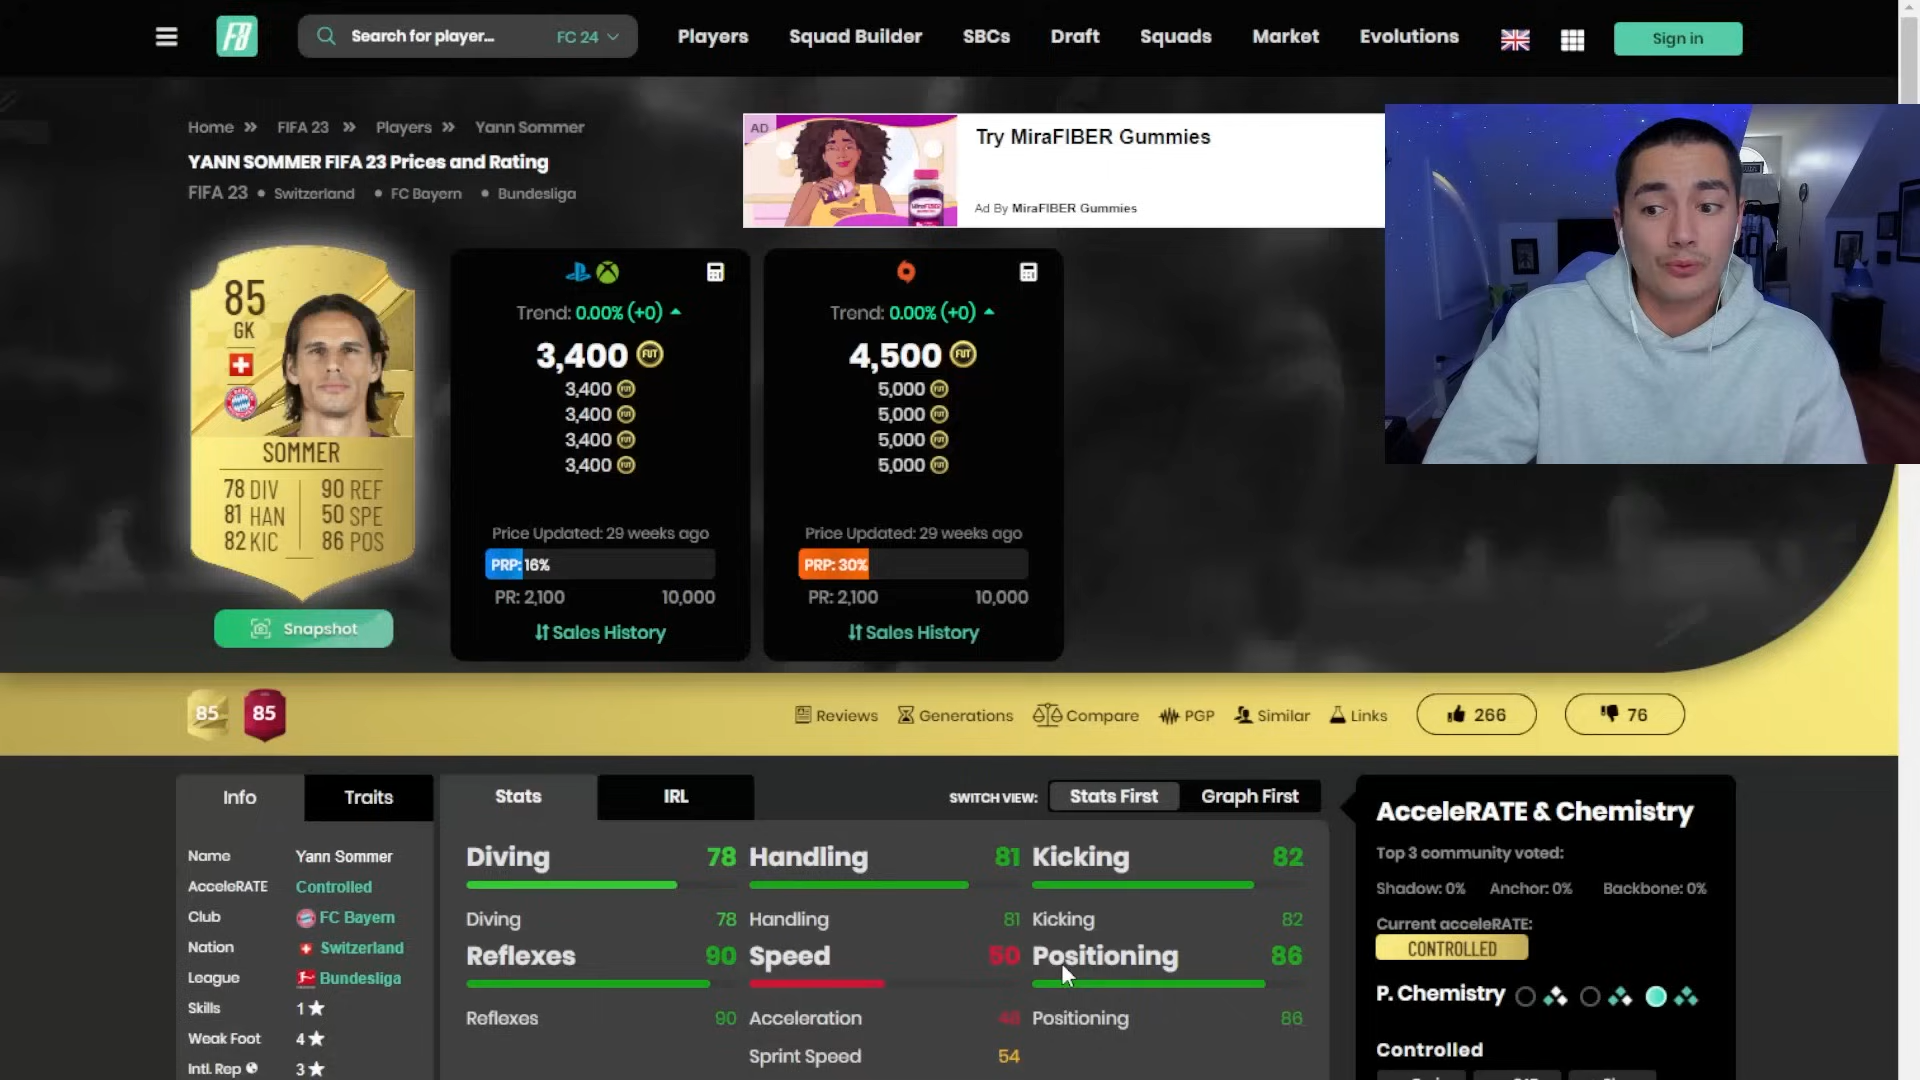 FB
Search for player...
FC 24
Players
Squad Builder
SBCs
Draft
Squads
Market
Evolutions
Sign in
Home » FIFA 23 » Players » Yann Sommer
YANN SOMMER FIFA 23 Prices and Rating
FIFA 23 • Switzerland • FC Bayern • Bundesliga
AD
Try MiraFIBER Gummies
Ad By MiraFIBER Gummies
85
GK
SOMMER
78 DIV 90 REF
81 HAN 50 SPE
82 KIC 86 POS
Snapshot
Trend: 0.00% (+0)
3,400
3,400
3,400
3,400
3,400
Price Updated: 29 weeks ago
PRP: 16%
PR: 2,100 10,000
Sales History
Trend: 0.00% (+0)
4,500
5,000
5,000
5,000
5,000
Price Updated: 29 weeks ago
PRP: 30%
PR: 2,100 10,000
Sales History
85
85
Reviews
Generations
Compare
PGP
Similar
Links
266
76
Info
Traits
Name Yann Sommer
AcceleRATE Controlled
Club FC Bayern
Nation Switzerland
League Bundesliga
Skills 1
Weak Foot 4
Intl. Rep 3
Stats
IRL
SWITCH VIEW: Stats First Graph First
Diving 78 Handling 81 Kicking 82
Diving 78 Handling 81 Kicking 82
Reflexes 90 Speed 50 Positioning 86
Reflexes 90 Acceleration Positioning 86
Sprint Speed 54
AcceleRATE & Chemistry
Top 3 community voted:
Shadow: 0% Anchor: 0% Backbone: 0%
Current acceleRATE:
CONTROLLED
P. Chemistry
Controlled